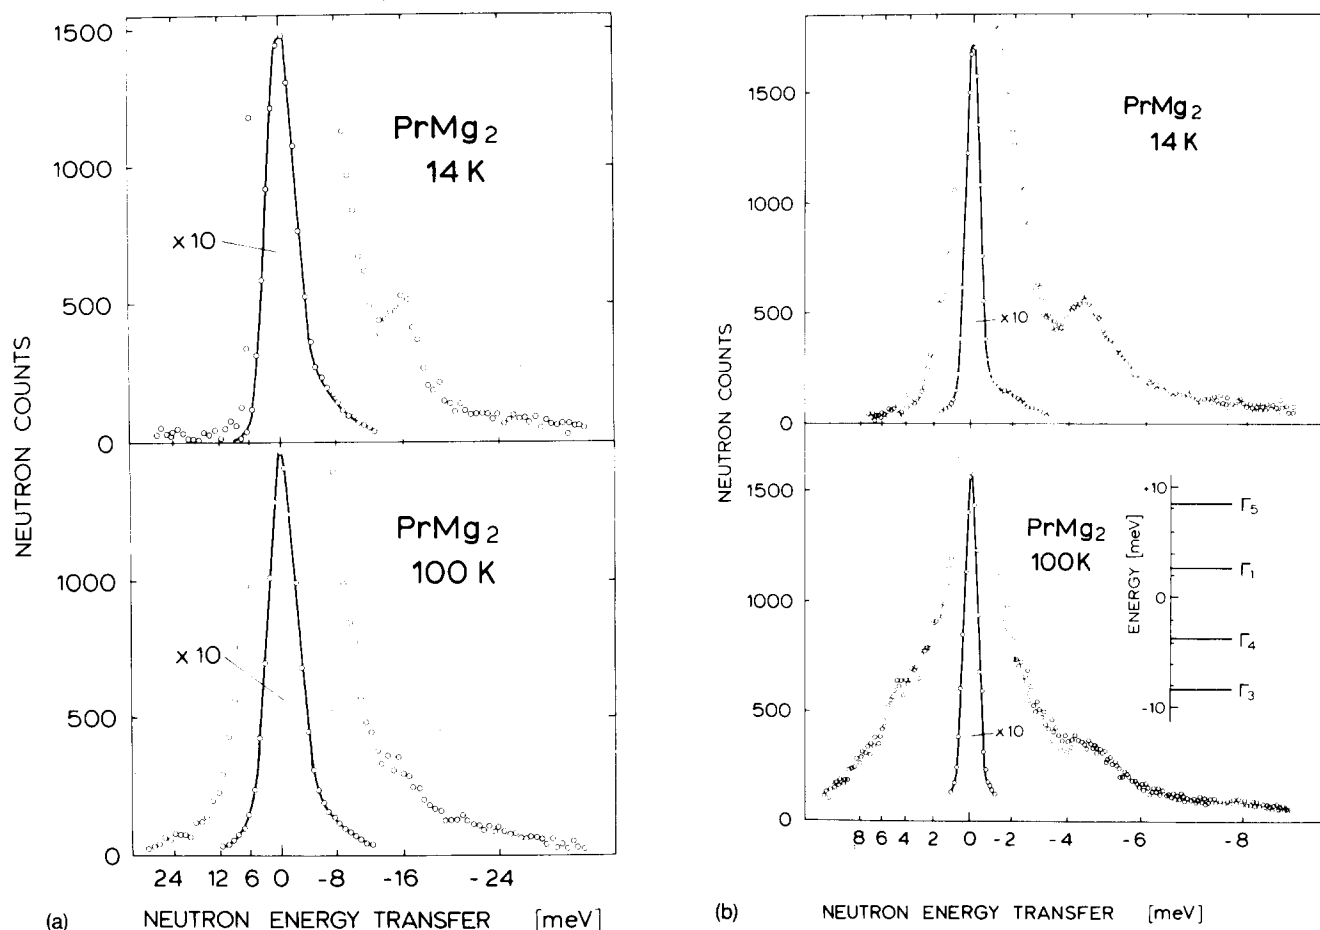 1500
1000
500
0
PrMg2
14 K
x 10
NEUTRON COUNTS
1000
500
0
PrMg2
100 K
x 10
24 12 6 0 -8 -16 -24
(a) NEUTRON ENERGY TRANSFER [meV]
1500
1000
500
0
PrMg2
14 K
x10
NEUTRON COUNTS
1500
1000
500
0
PrMg2
100K
x10
ENERGY [meV]
+10
0
-10
Γ5
Γ1
Γ4
Γ3
8 6 4 2 0 -2 -4 -6 -8
(b) NEUTRON ENERGY TRANSFER [meV]